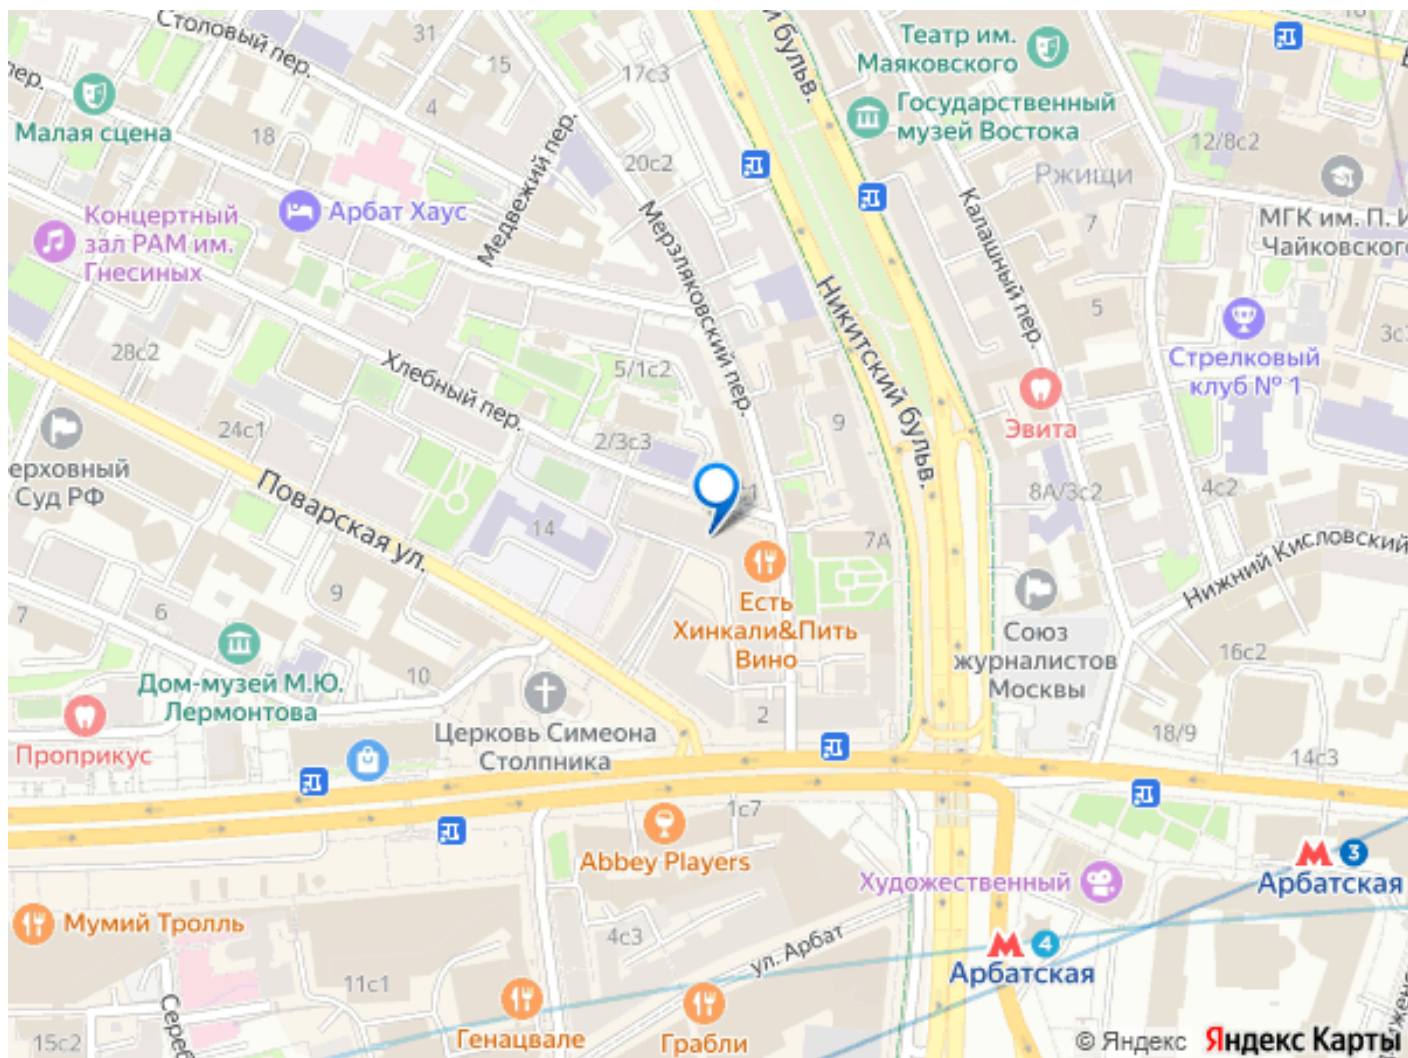 Столовый пер.
31
15
17с3
Й бульв.
Театр им.
Маяковского
Государственный
музей Востока
12/8с2
Ржищи
МГК им. П. И
Чайковского
пер.
Малая сцена
4
18
Медвежий пер.
20с2
Мерзляковский пер.
Калашный пер.
7
5
Концертный
зал РАМ им.
Гнесиных
Арбат Хаус
Никитский бульв.
Стрелковый
клуб № 1
3с
28с2
Хлебный пер.
5/1с2
9
Эвита
24с1
2/3с3
ерховный
Суд РФ
Поварская ул.
14
7А
8А/3с2
4с2
Нижний Кисловский
7
6
9
10
Есть
Хинкали&Пить
Вино
Союз
журналистов
Москвы
16с2
Дом-музей М.Ю.
Лермонтова
Проприкус
Церковь Симеона
Столпника
2
18/9
14с3
1с7
Abbey Players
Художественный
3
Арбатская
Мумий Тролль
4с3
ул. Арбат
4
Арбатская
11с1
Сереб
Генацвале
Грабли
15с2
© Яндекс Яндекс Карты